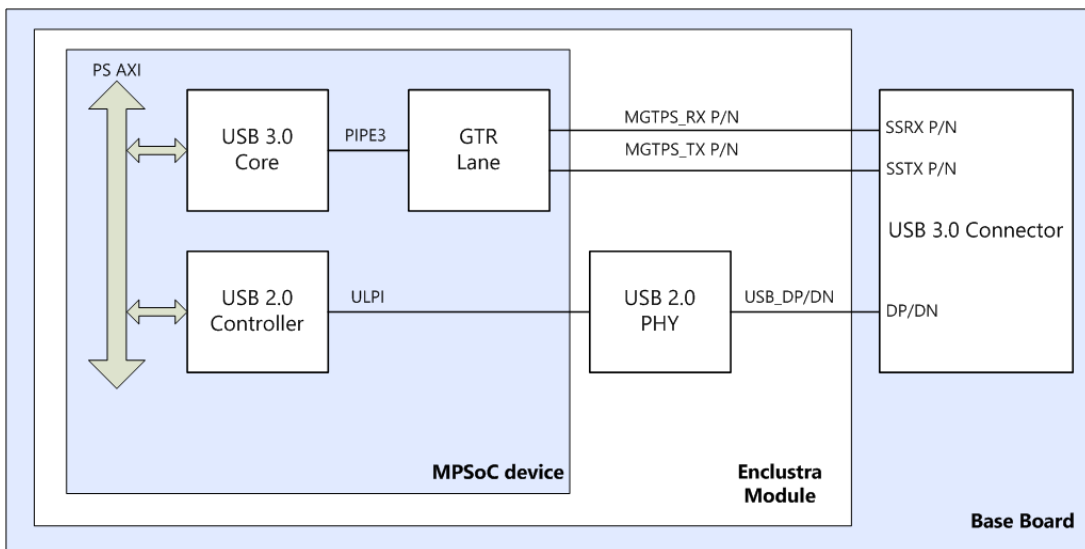 PS AXI
USB 3.0
Core
PIPE3
GTR
Lane
MGTPS_RX P/N
MGTPS_TX P/N
SSRX P/N
SSTX P/N
USB 3.0 Connector
USB 2.0
Controller
ULPI
USB 2.0
PHY
USB_DP/DN
DP/DN
MPSoC device
Enclustra
Module
Base Board